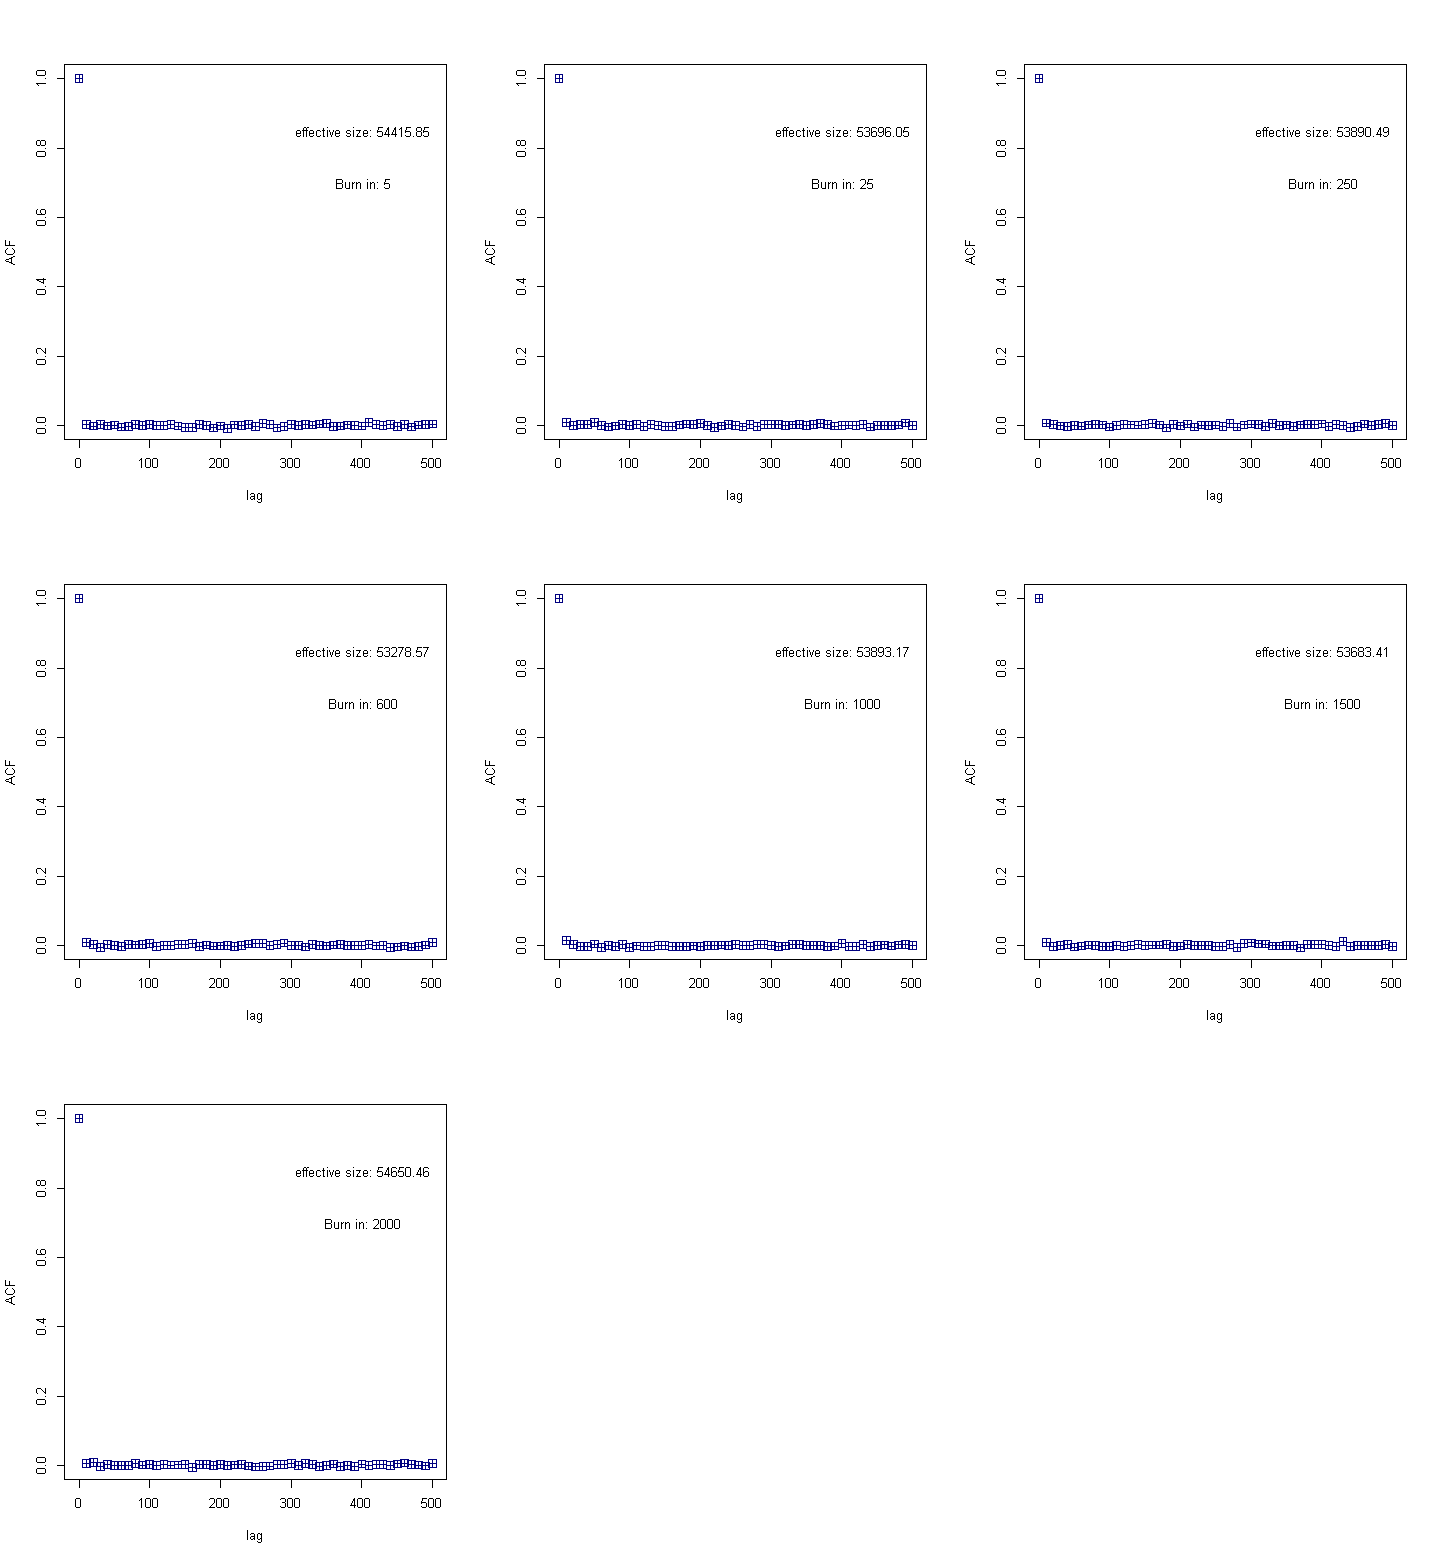 1.0
0.8
0.6
0.4
0.2
0.0
ACF
effective size: 54415.85
Burn in: 5
0 100 200 300 400 500
lag
1.0
0.8
0.6
0.4
0.2
0.0
ACF
effective size: 53696.05
Burn in: 25
0 100 200 300 400 500
lag
1.0
0.8
0.6
0.4
0.2
0.0
ACF
effective size: 53890.49
Burn in: 250
0 100 200 300 400 500
lag
1.0
0.8
0.6
0.4
0.2
0.0
ACF
effective size: 53278.57
Burn in: 600
0 100 200 300 400 500
lag
1.0
0.8
0.6
0.4
0.2
0.0
ACF
effective size: 53893.17
Burn in: 1000
0 100 200 300 400 500
lag
1.0
0.8
0.6
0.4
0.2
0.0
ACF
effective size: 53683.41
Burn in: 1500
0 100 200 300 400 500
lag
1.0
0.8
0.6
0.4
0.2
0.0
ACF
effective size: 54650.46
Burn in: 2000
0 100 200 300 400 500
lag